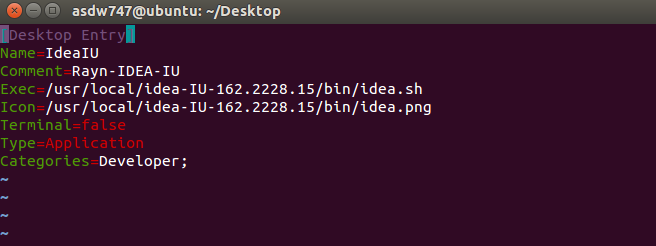 asdw747@ubuntu: ~/Desktop
[Desktop Entry]
Name=IdeaIU
Comment=Rayn-IDEA-IU
Exec=/usr/local/idea-IU-162.2228.15/bin/idea.sh
Icon=/usr/local/idea-IU-162.2228.15/bin/idea.png
Terminal=false
Type=Application
Categories=Developer;
~
~
~
~